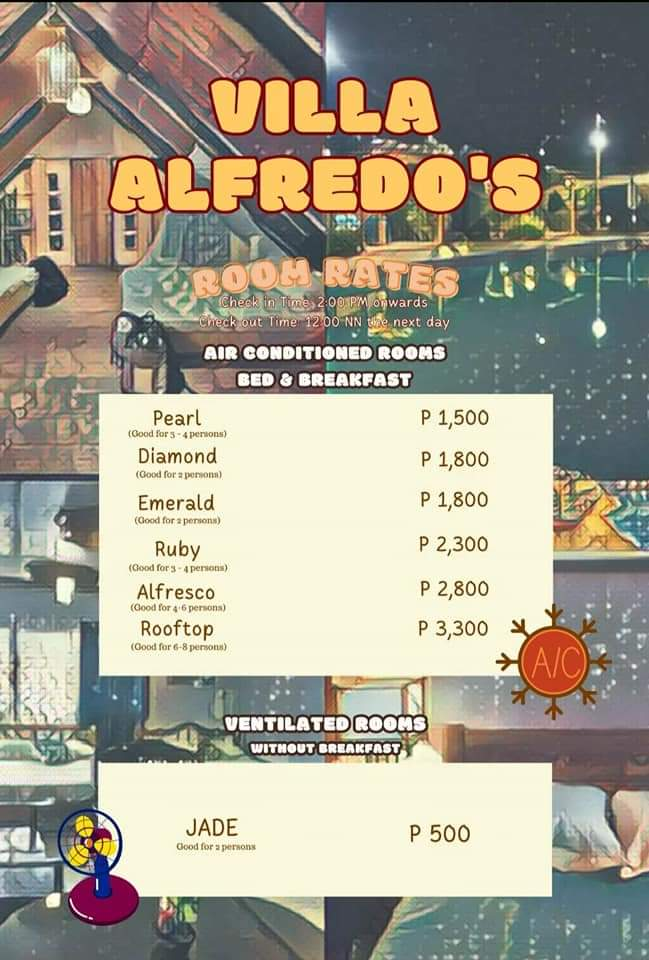 VILLA
ALFREDO'S
ROOM RATES
Check in Time: 2:00 PM onwards
Check out Time: 12:00 NN the next day
AIR CONDITIONED ROOMS
BED & BREAKFAST
Pearl P 1,500
(Good for 3 - 4 persons)
Diamond P 1,800
(Good for 2 persons)
Emerald P 1,800
(Good for 2 persons)
Ruby P 2,300
(Good for 3 - 4 persons)
Alfresco P 2,800
(Good for 4-6 persons)
Rooftop P 3,300
(Good for 6-8 persons)
A/C
VENTILATED ROOMS
WITHOUT BREAKFAST
JADE P 500
Good for 2 persons